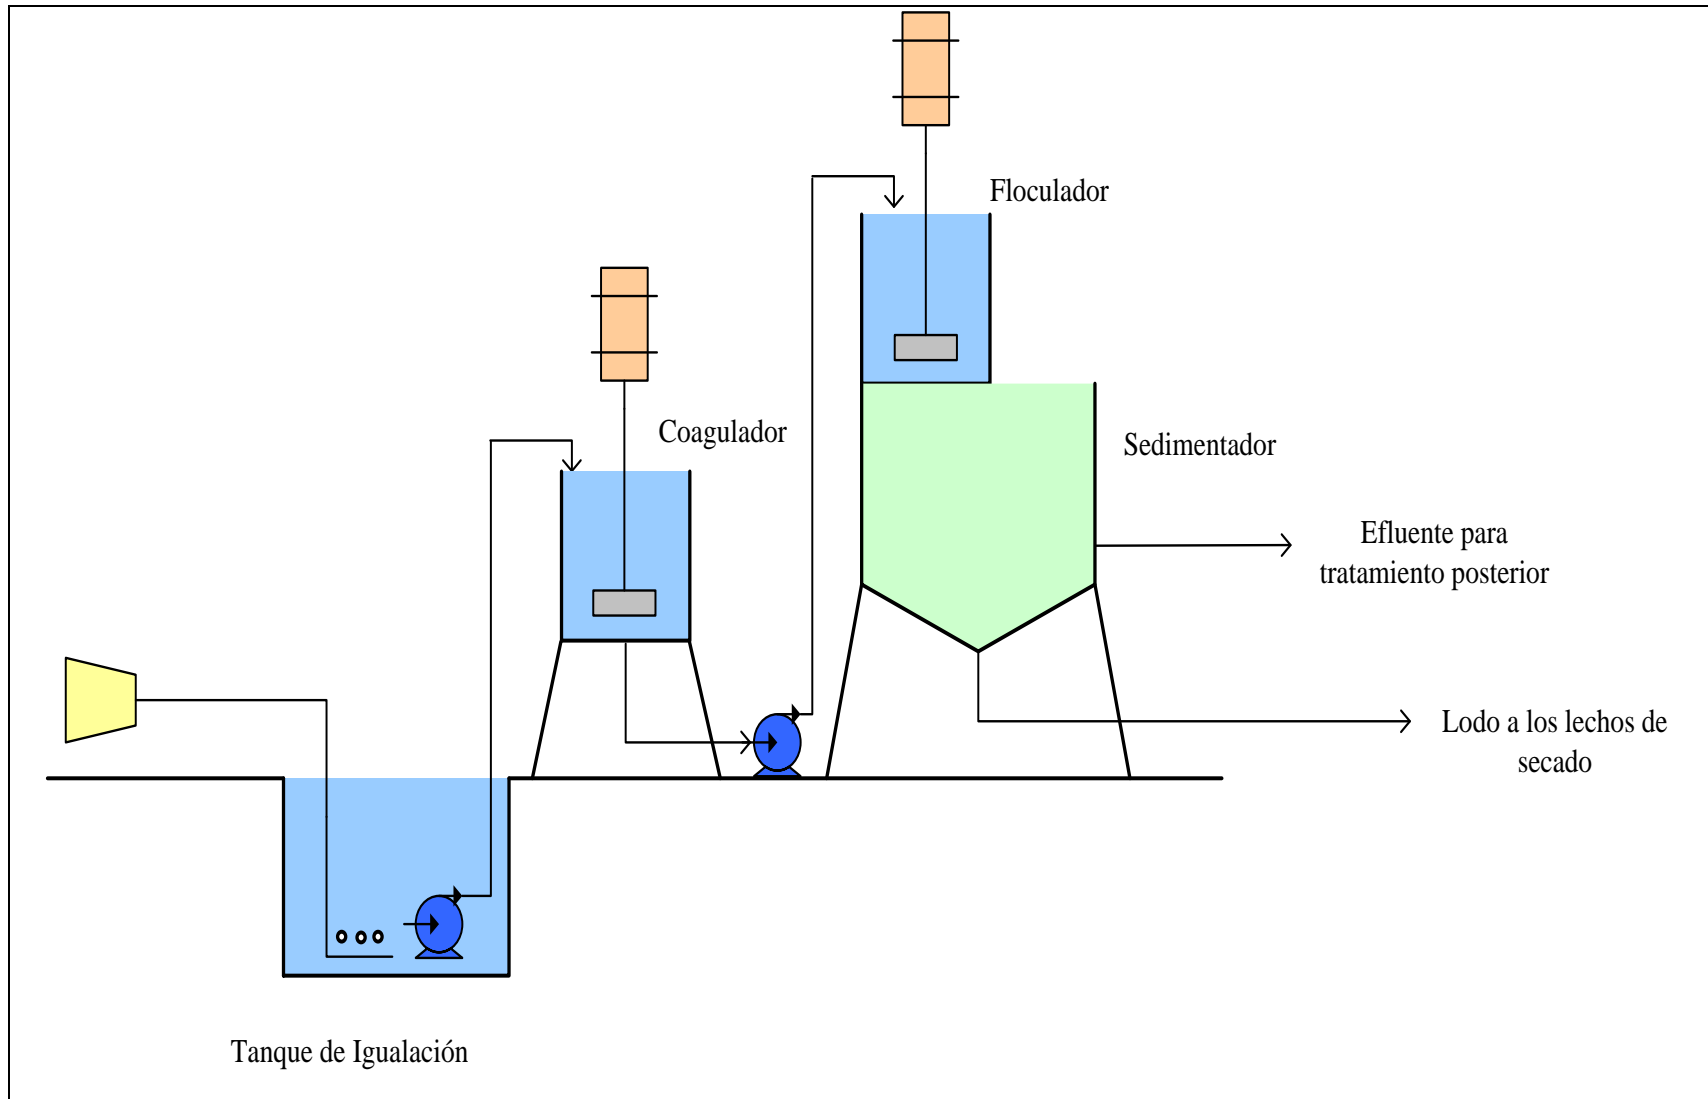 Floculador
Coagulador
Sedimentador
Efluente para
tratamiento posterior
Lodo a los lechos de
secado
Tanque de Igualación